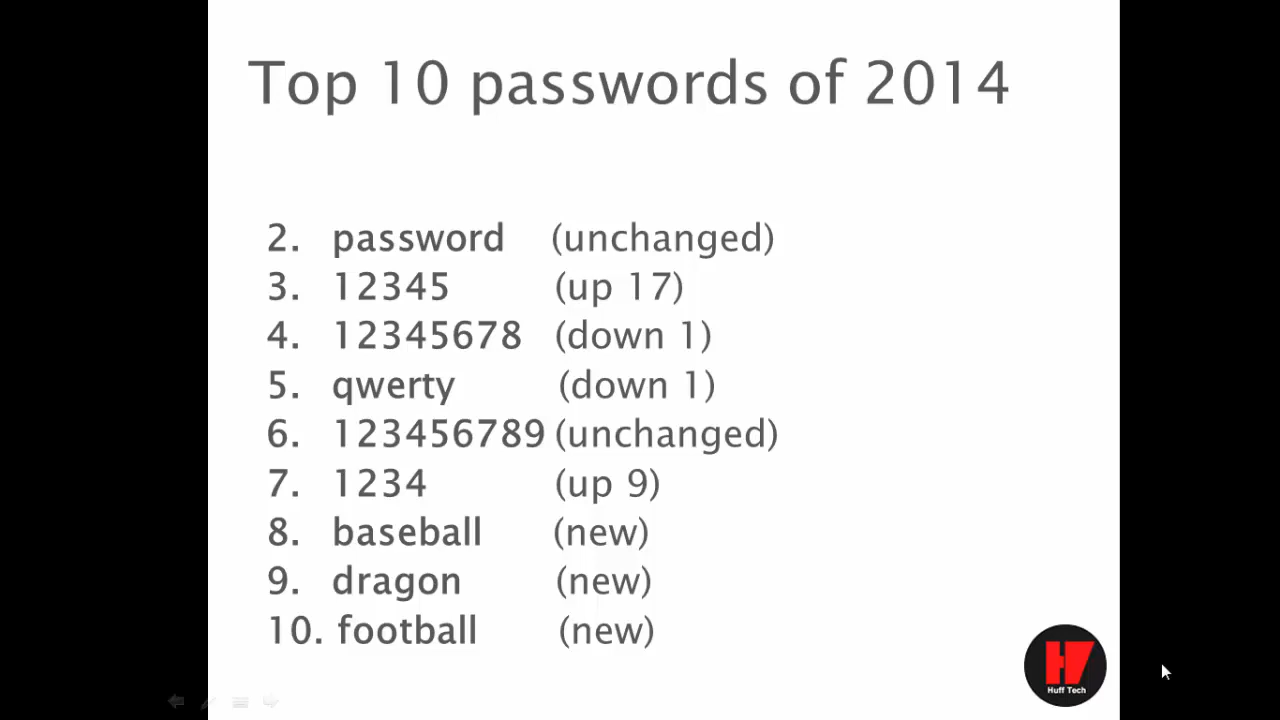 Top 10 passwords of 2014
2. password (unchanged)
3. 12345 (up 17)
4. 12345678 (down 1)
5. qwerty (down 1)
6. 123456789 (unchanged)
7. 1234 (up 9)
8. baseball (new)
9. dragon (new)
10. football (new)
H7
Huff Tech